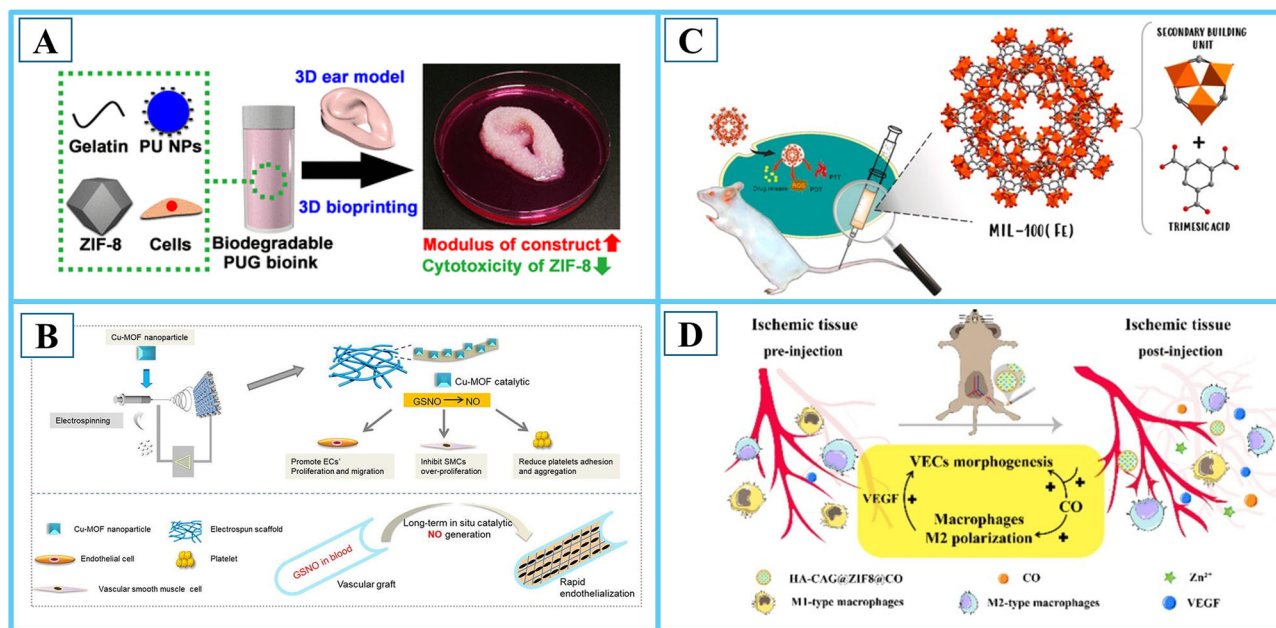 A
3D ear model
Gelatin
PU NPs
ZIF-8
Cells
Biodegradable
PUG bioink
3D bioprinting
Modulus of construct
Cytotoxicity of ZIF-8
C
SECONDARY BUILDING
UNIT
+
TRIMESIC ACID
Drug release
ROS
PDT
PTT
MIL-100(Fe)
B
Cu-MOF nanoparticle
Electrospinning
Cu-MOF catalytic
GSNO → NO
Promote ECs'
Proliferation and migration
Inhibit SMCs
over-proliferation
Reduce platelets adhesion
and aggregation
Cu-MOF nanoparticle
Electrospun scaffold
Endothelial cell
Platelet
Vascular smooth muscle cell
GSNO in blood
Vascular graft
Long-term in situ catalytic
NO generation
Rapid
endothelialization
D
Ischemic tissue
pre-injection
Ischemic tissue
post-injection
VECs morphogenesis
VEGF
+
+
+
CO
+
Macrophages
M2 polarization
HA-CAG@ZIF8@CO
CO
Zn²⁺
M1-type macrophages
M2-type macrophages
VEGF